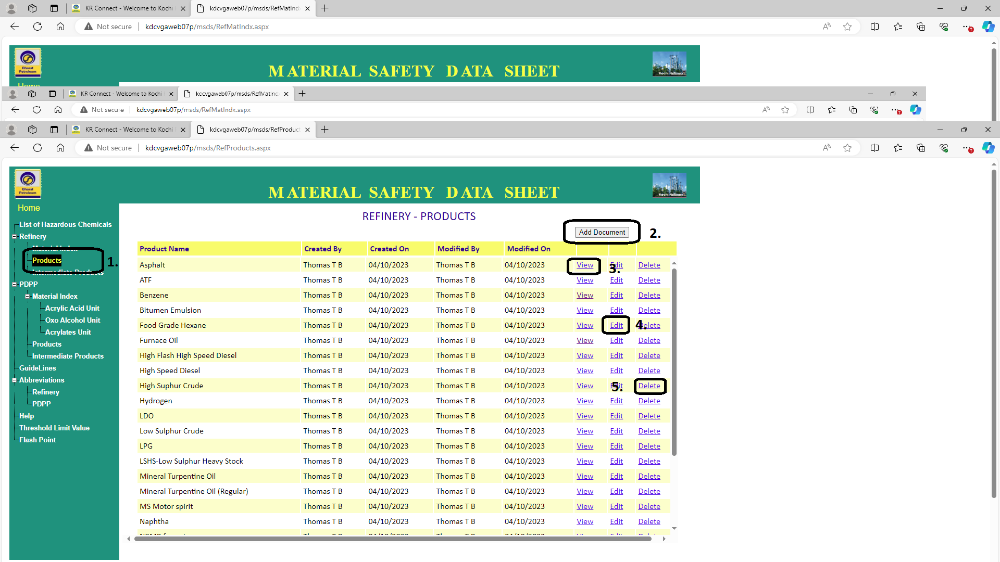 KR Connect - Welcome to Kochi
kdcvgaweb07p/msds/RefMatInd
Not secure
kdcvgaweb07p/msds/RefMatIndx.aspx
Bharat
Petroleum
MATERIAL SAFETY DATA SHEET
Kochi Refinery
Home
KR Connect - Welcome to Kochi
kccvgaweb07p/msds/RefMatIndx
Not secure
kdcvgaweb07p/msds/RefMatIndx.aspx
KR Connect - Welcome to Kochi
kdcvgaweb07p/msds/RefProduct
Not secure
kdcvgaweb07p/msds/RefProducts.aspx
Bharat
Petroleum
MATERIAL SAFETY DATA SHEET
Kochi Refinery
Home
List of Hazardous Chemicals
Refinery
Material Index
Products
1.
Intermediate Products
PDPP
Material Index
Acrylic Acid Unit
Oxo Alcohol Unit
Acrylates Unit
Products
Intermediate Products
GuideLines
Abbreviations
Refinery
PDPP
Help
Threshold Limit Value
Flash Point
REFINERY - PRODUCTS
Add Document 2.
Product Name Created By Created On Modified By Modified On
Asphalt Thomas T B 04/10/2023 Thomas T B 04/10/2023 View Edit Delete
3.
ATF Thomas T B 04/10/2023 Thomas T B 04/10/2023 View Edit Delete
Benzene Thomas T B 04/10/2023 Thomas T B 04/10/2023 View Edit Delete
Bitumen Emulsion Thomas T B 04/10/2023 Thomas T B 04/10/2023 View Edit Delete
Food Grade Hexane Thomas T B 04/10/2023 Thomas T B 04/10/2023 View Edit 4. Delete
Furnace Oil Thomas T B 04/10/2023 Thomas T B 04/10/2023 View Edit Delete
High Flash High Speed Diesel Thomas T B 04/10/2023 Thomas T B 04/10/2023 View Edit Delete
High Speed Diesel Thomas T B 04/10/2023 Thomas T B 04/10/2023 View Edit Delete
High Suphur Crude Thomas T B 04/10/2023 Thomas T B 04/10/2023 View Edit 5. Delete
Hydrogen Thomas T B 04/10/2023 Thomas T B 04/10/2023 View Edit Delete
LDO Thomas T B 04/10/2023 Thomas T B 04/10/2023 View Edit Delete
Low Sulphur Crude Thomas T B 04/10/2023 Thomas T B 04/10/2023 View Edit Delete
LPG Thomas T B 04/10/2023 Thomas T B 04/10/2023 View Edit Delete
LSHS-Low Sulphur Heavy Stock Thomas T B 04/10/2023 Thomas T B 04/10/2023 View Edit Delete
Mineral Turpentine Oil Thomas T B 04/10/2023 Thomas T B 04/10/2023 View Edit Delete
Mineral Turpentine Oil (Regular) Thomas T B 04/10/2023 Thomas T B 04/10/2023 View Edit Delete
MS Motor spirit Thomas T B 04/10/2023 Thomas T B 04/10/2023 View Edit Delete
Naphtha Thomas T B 04/10/2023 Thomas T B 04/10/2023 View Edit Delete